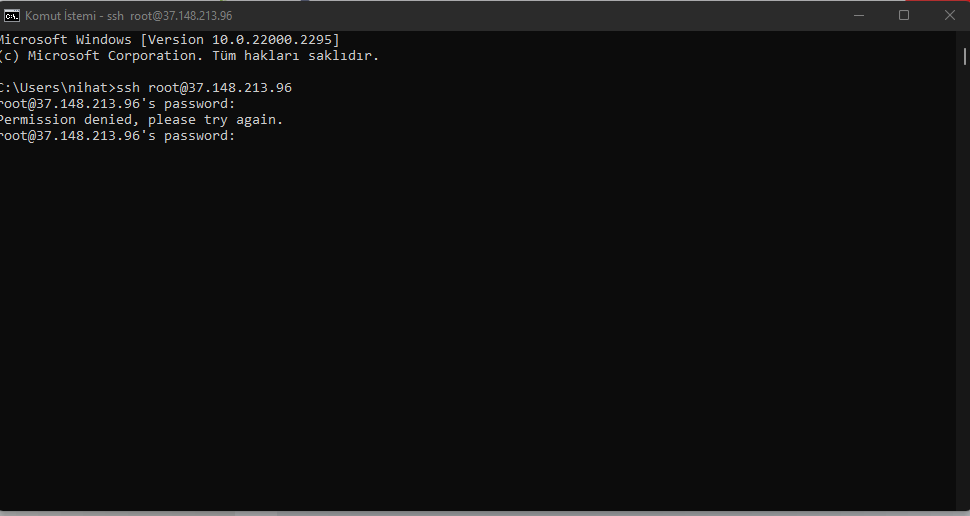 Komut İstemi - ssh root@37.148.213.96
Microsoft Windows [Version 10.0.22000.2295]
(c) Microsoft Corporation. Tüm hakları saklıdır.
C:\Users\nihat>ssh root@37.148.213.96
root@37.148.213.96's password:
Permission denied, please try again.
root@37.148.213.96's password: